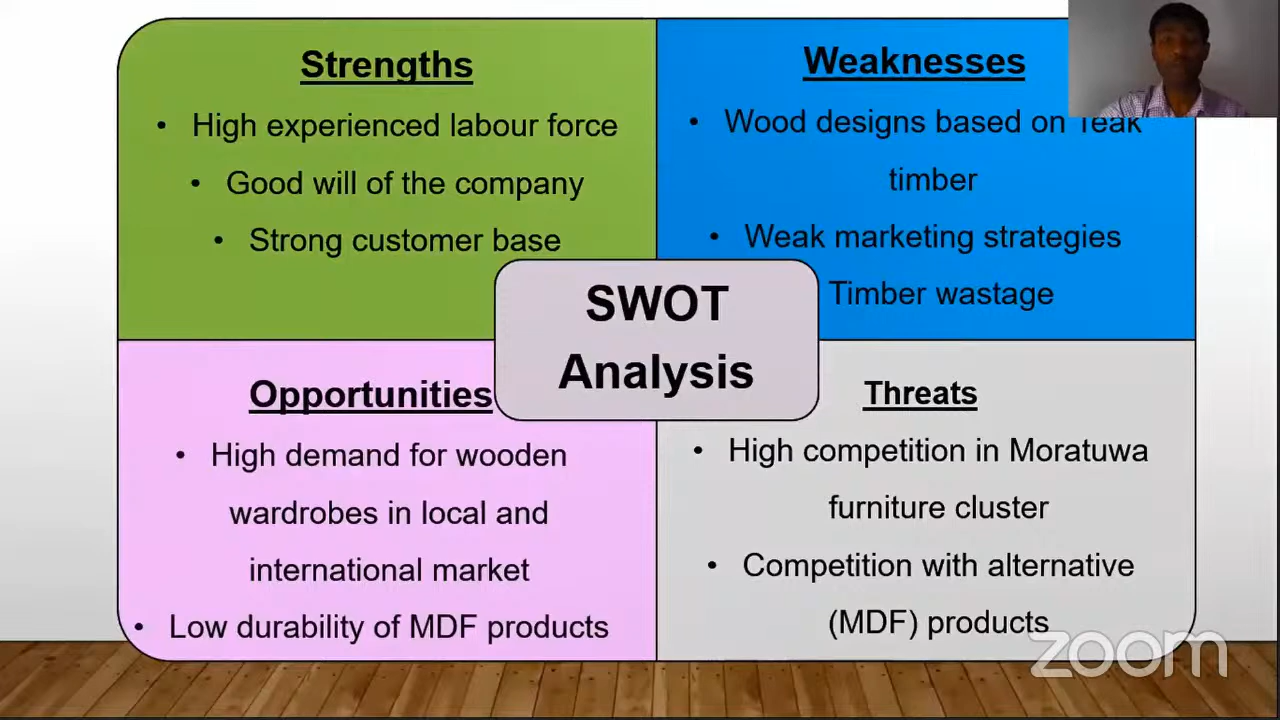 Strengths
• High experienced labour force
• Good will of the company
• Strong customer base
Weaknesses
• Wood designs based on Teak
timber
• Weak marketing strategies
Timber wastage
SWOT
Analysis
Opportunities
• High demand for wooden
wardrobes in local and
international market
• Low durability of MDF products
Threats
• High competition in Moratuwa
furniture cluster
• Competition with alternative
(MDF) products
zoom